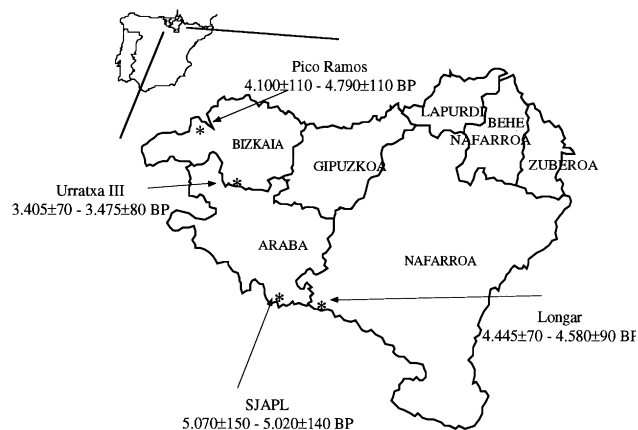 Pico Ramos
4.100±110 - 4.790±110 BP
LAPURDI
BEHE
NAFARROA
BIZKAIA
GIPUZKOA
ZUBEROA
Urratxa III
3.405±70 - 3.475±80 BP
ARABA
NAFARROA
Longar
4.445±70 - 4.580±90 BP
SJAPL
5.070±150 - 5.020±140 BP